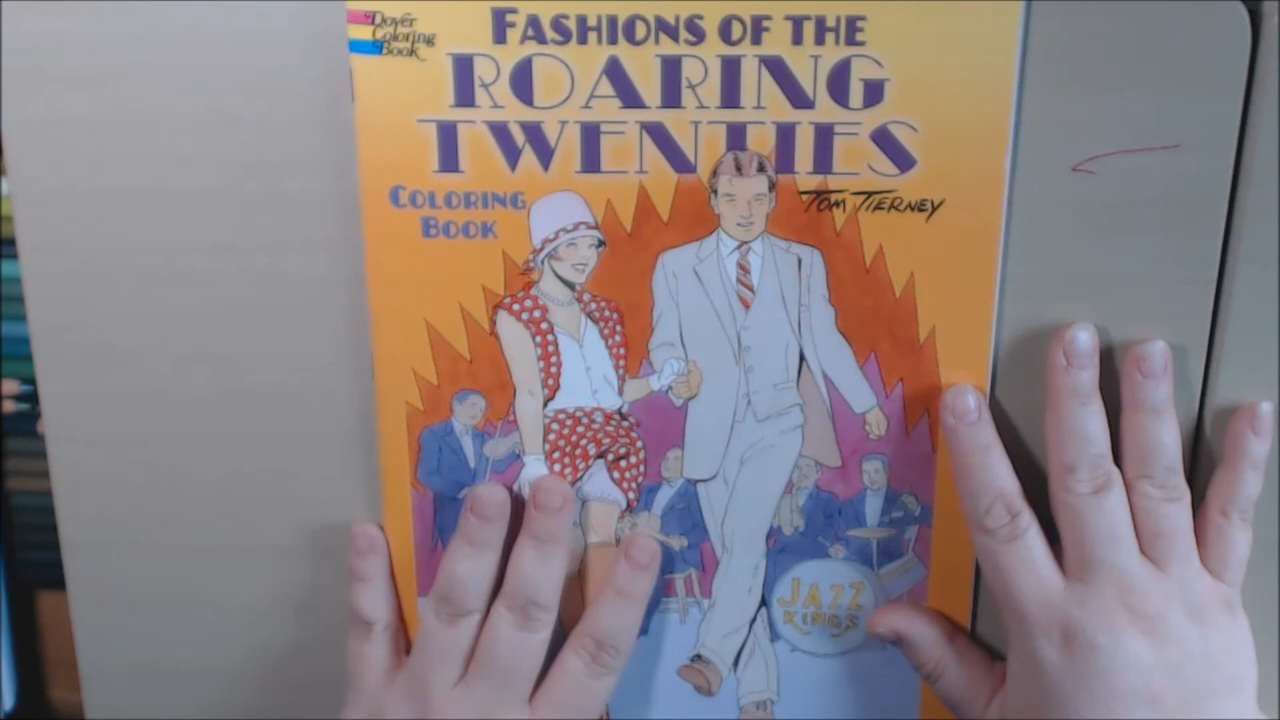 Dover
Coloring
Book
FASHIONS OF THE
ROARING
TWENTIES
COLORING
BOOK
TOM TIERNEY
JAZZ
KINGS